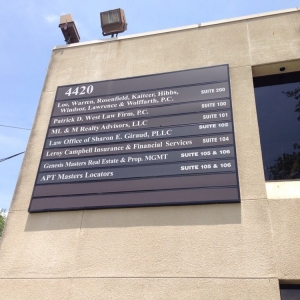 4420
Loe, Warren, Rosenfield, Kaitcer, Hibbs,
Windsor, Lawrence & Wolffarth, P.C. SUITE 200
Patrick D. West Law Firm, P.C. SUITE 100
ML & M Realty Advisors, LLC SUITE 101
Law Office of Sharon E. Giraud, PLLC SUITE 103
Leroy Campbell Insurance & Financial Services SUITE 104
Genesis Masters Real Estate & Prop. MGMT SUITE 105 & 106
APT Masters Locators SUITE 105 & 106